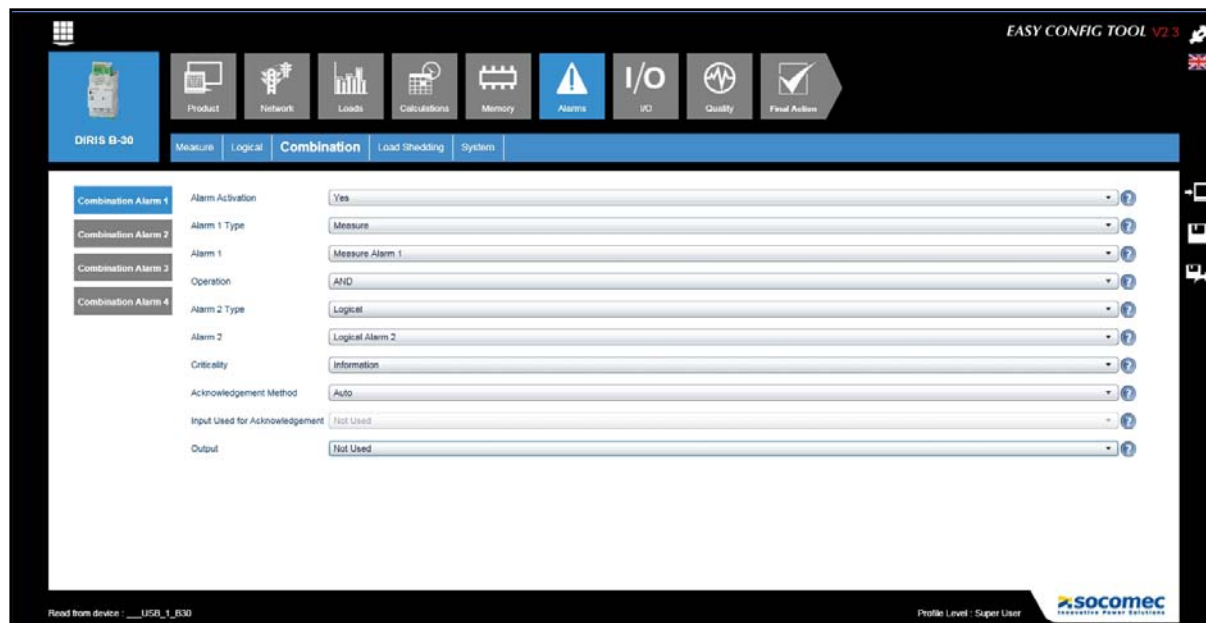 EASY CONFIG TOOL V2.3
DIRIS B-30
Product
Network
Loads
Calculations
Memory
Alarms
I/O
I/O
Quality
Final Action
Measure
Logical
Combination
Load Shedding
System
Combination Alarm 1
Combination Alarm 2
Combination Alarm 3
Combination Alarm 4
Alarm Activation Yes
Alarm 1 Type Measure
Alarm 1 Measure Alarm 1
Operation AND
Alarm 2 Type Logical
Alarm 2 Logical Alarm 2
Criticality Information
Acknowledgement Method Auto
Input Used for Acknowledgement Not Used
Output Not Used
Read from device : __USB_1_B30
Profile Level : Super User
socomec
Innovative Power Solutions